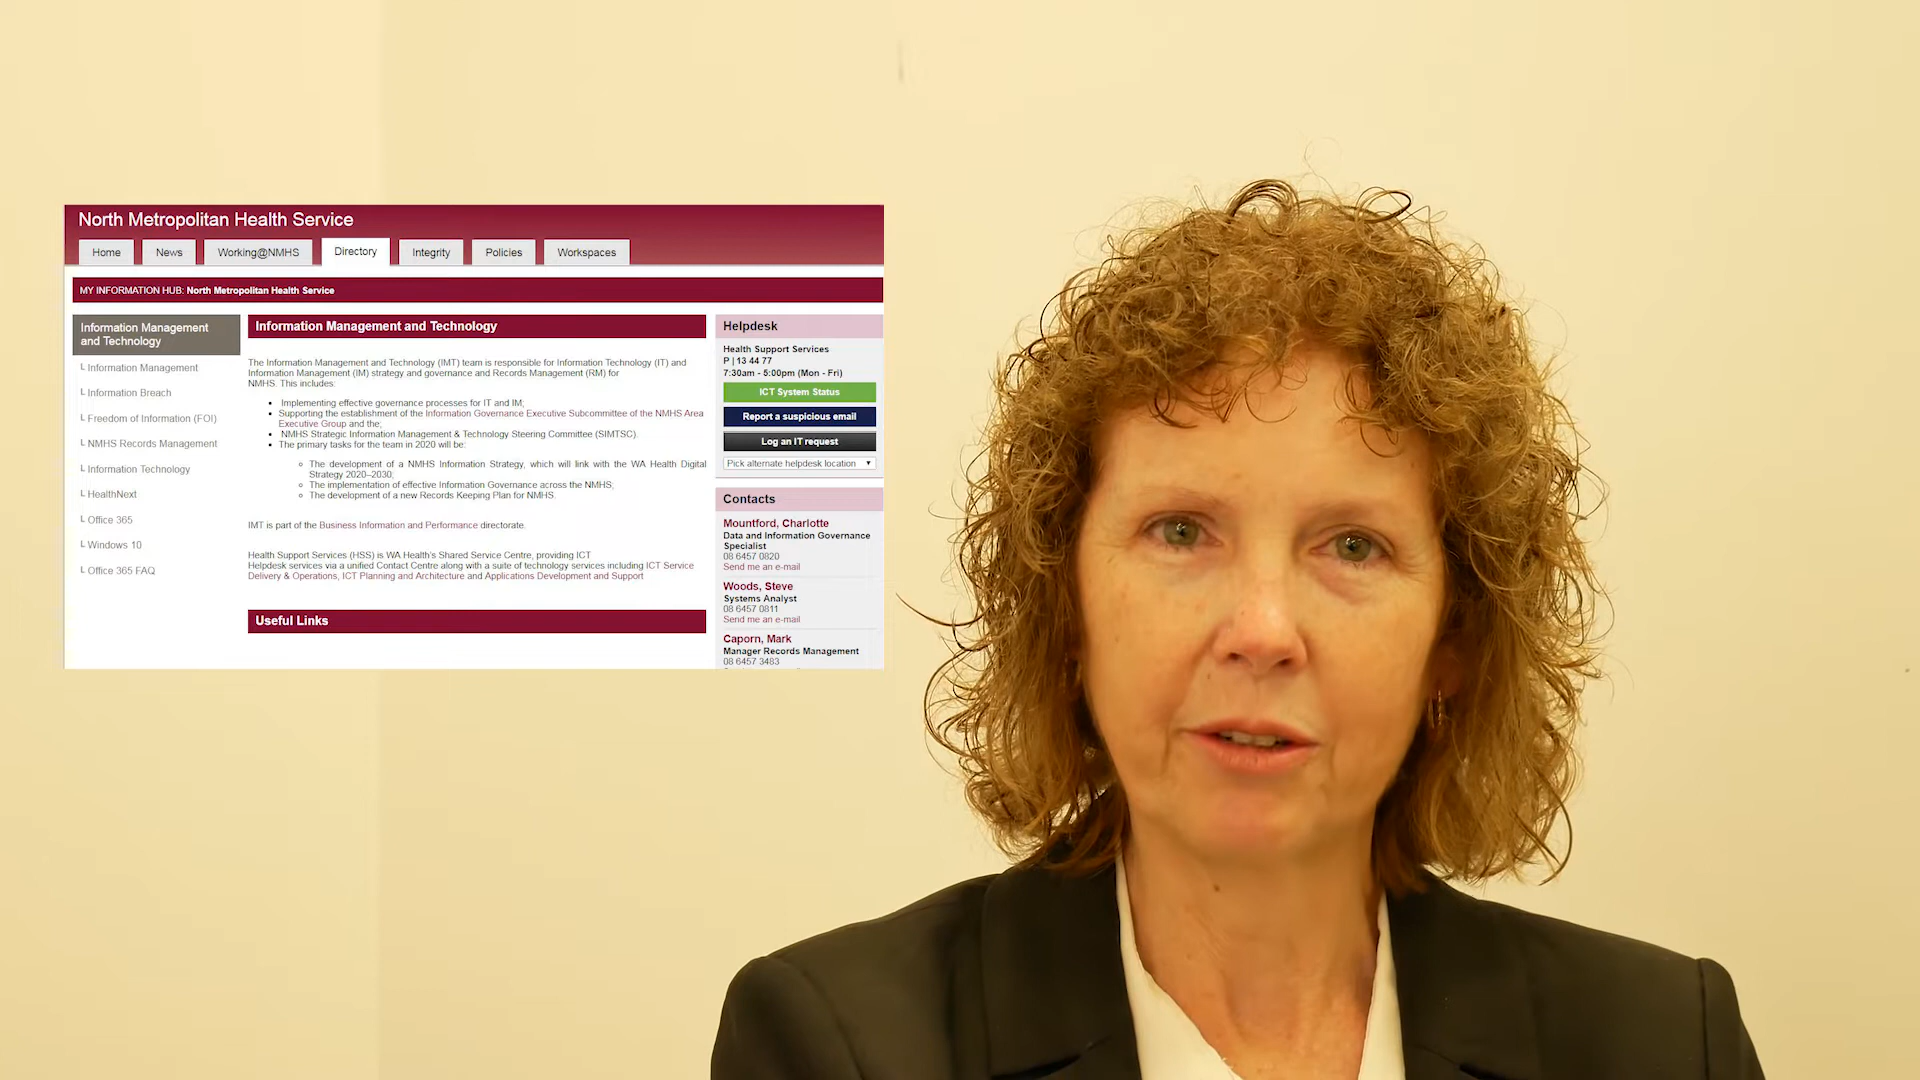 North Metropolitan Health Service
Home
News
Working@NMHS
Directory
Integrity
Policies
Workspaces
MY INFORMATION HUB: North Metropolitan Health Service
Information Management
and Technology
Information Management
Information Breach
Freedom of Information (FOI)
NMHS Records Management
Information Technology
HealthNext
Office 365
Windows 10
Office 365 FAQ
Information Management and Technology
The Information Management and Technology (IMT) team is responsible for Information Technology (IT) and
Information Management (IM) strategy and governance and Records Management (RM) for
NMHS. This includes:
Implementing effective governance processes for IT and IM;
Supporting the establishment of the Information Governance Executive Subcommittee of the NMHS Area
Executive Group and the;
NMHS Strategic Information Management & Technology Steering Committee (SIMTSC).
The primary tasks for the team in 2020 will be:
The development of a NMHS Information Strategy, which will link with the WA Health Digital
Strategy 2020–2030;
The implementation of effective Information Governance across the NMHS;
The development of a new Records Keeping Plan for NMHS.
IMT is part of the Business Information and Performance directorate.
Health Support Services (HSS) is WA Health's Shared Service Centre, providing ICT
Helpdesk services via a unified Contact Centre along with a suite of technology services including ICT Service
Delivery & Operations, ICT Planning and Architecture and Applications Development and Support
Useful Links
Helpdesk
Health Support Services
P | 13 44 77
7:30am - 5:00pm (Mon - Fri)
ICT System Status
Report a suspicious email
Log an IT request
Pick alternate helpdesk location
Contacts
Mountford, Charlotte
Data and Information Governance
Specialist
08 6457 0820
Send me an e-mail
Woods, Steve
Systems Analyst
08 6457 0811
Send me an e-mail
Caporn, Mark
Manager Records Management
08 6457 3483